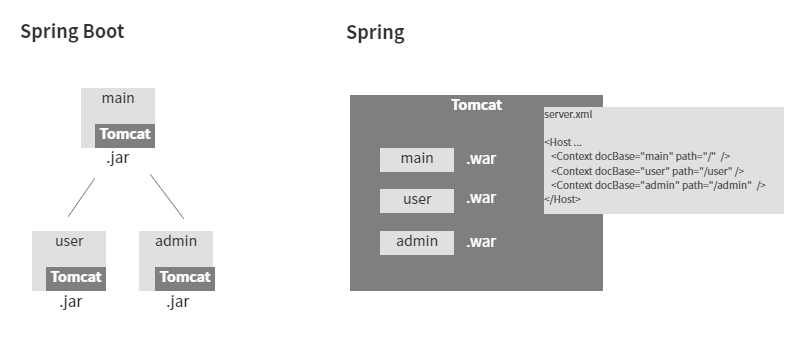 Spring Boot
main
Tomcat
.jar
user
Tomcat
.jar
admin
Tomcat
.jar
Spring
Tomcat
main
.war
user
.war
admin
.war
server.xml
<Host ...
<Context docBase="main" path="/" />
<Context docBase="user" path="/user" />
<Context docBase="admin" path="/admin" />
</Host>